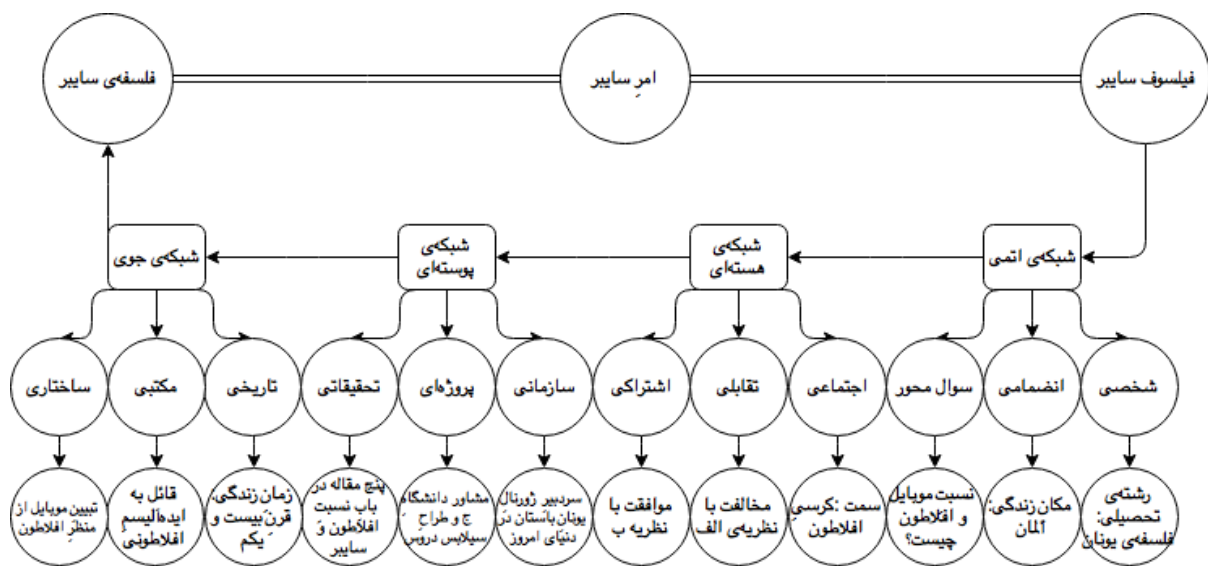 فیلسوف سایبر
امرِ سایبر
فلسفه‌ی سایبر
شبکه‌ی اتمی
شبکه‌ی
هسته‌ای
شبکه‌ی
پوسته‌ای
شبکه‌ی جوی
شخصی
انضمامی
سوال محور
اجتماعی
تقابلی
اشتراکی
سازمانی
پروژه‌ای
تحقیقاتی
تاریخی
مکتبی
ساختاری
رشته‌ی
تحصیلی:
فلسفه‌ی یونان
مکان زندگی:
آلمان
نسبت موبایل
و افلاطون
چیست؟
سمت :کرسیِ
افلاطون
مخالفت با
نظریه‌ی الف
موافقت با
نظریه ب
سردبیر ژورنال
یونان باستان در
دنیای امروز
مشاور دانشگاه
ج و طراحِ
سیلابس دروس
پنج مقاله در
باب نسبت
افلاطون و
سایبر
زمان زندگی:
قرن بیست و
یکم
قائل به
ایده‌آلیسمِ
افلاطونی
تبیین موبایل از
منظرِ افلاطون